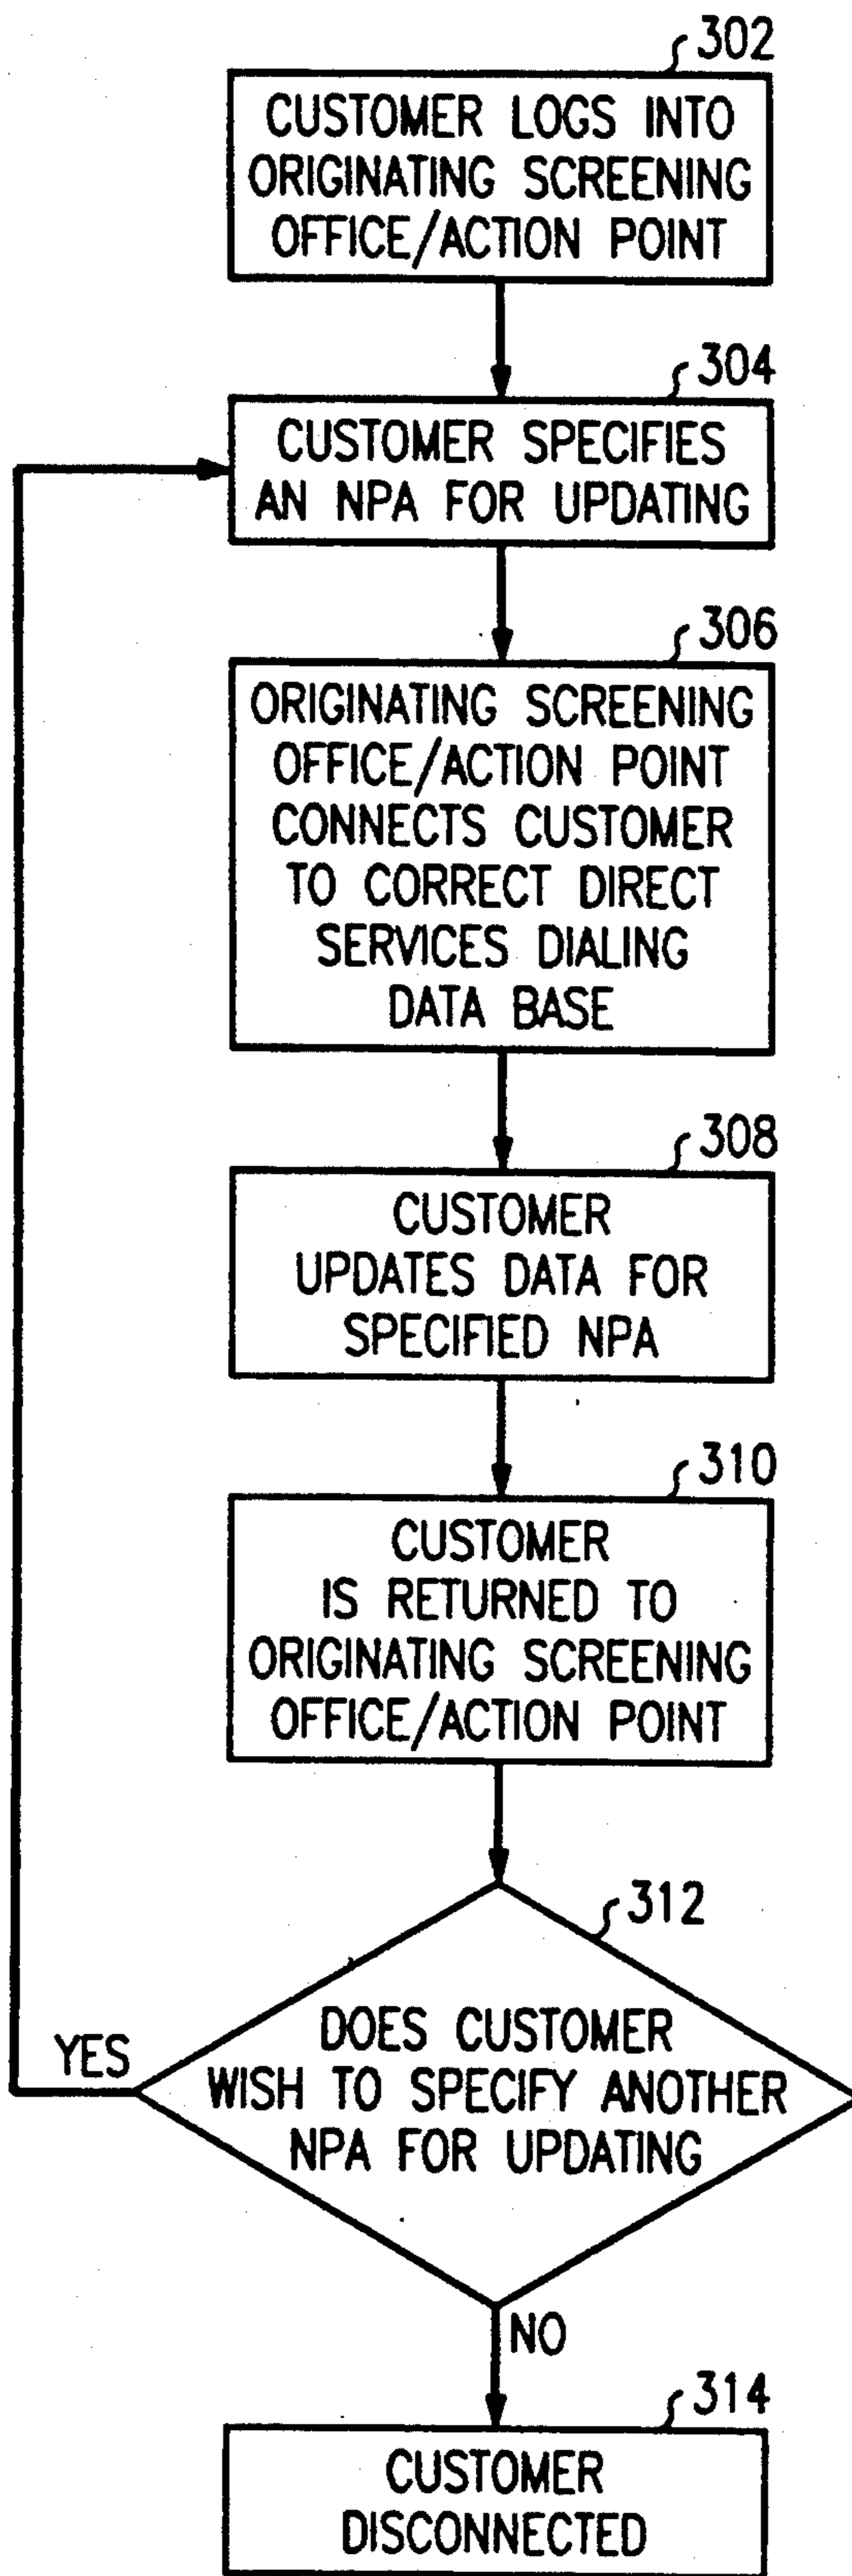 302
CUSTOMER LOGS INTO
ORIGINATING SCREENING
OFFICE/ACTION POINT
304
CUSTOMER SPECIFIES
AN NPA FOR UPDATING
306
ORIGINATING SCREENING
OFFICE/ACTION POINT
CONNECTS CUSTOMER
TO CORRECT DIRECT
SERVICES DIALING
DATA BASE
308
CUSTOMER
UPDATES DATA FOR
SPECIFIED NPA
310
CUSTOMER
IS RETURNED TO
ORIGINATING SCREENING
OFFICE/ACTION POINT
312
DOES CUSTOMER
WISH TO SPECIFY ANOTHER
NPA FOR UPDATING
YES
NO
314
CUSTOMER
DISCONNECTED